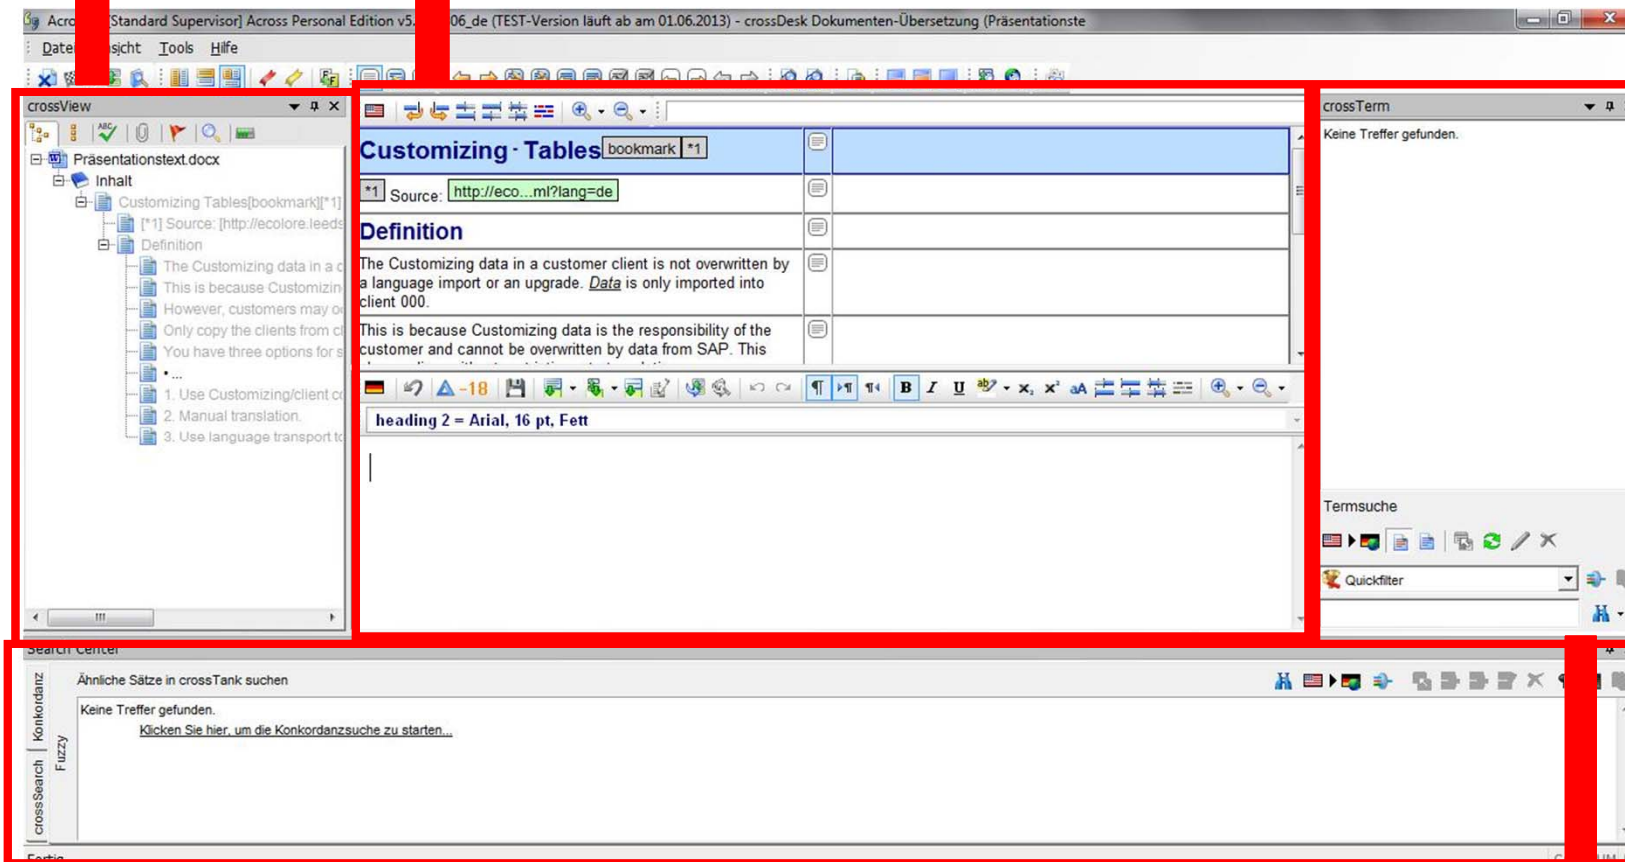 [Standard Supervisor] Across Personal Edition v5. 06_de (TEST-Version läuft ab am 01.06.2013) - crossDesk Dokumenten-Übersetzung (Präsentationste
Tools Hilfe
crossView
Präsentationstext.docx
Inhalt
Customizing Tables[bookmark][*1]
[*1] Source: [http://ecolore.leeds
Definition
The Customizing data in a c
This is because Customizin
However, customers may o
Only copy the clients from cl
You have three options for s
• ...
1. Use Customizing/client co
2. Manual translation.
3. Use language transport to
Customizing · Tables bookmark *1
*1 Source: http://eco...ml?lang=de
Definition
The Customizing data in a customer client is not overwritten by
a language import or an upgrade. Data is only imported into
client 000.
This is because Customizing data is the responsibility of the
customer and cannot be overwritten by data from SAP. This
-18
B I U
heading 2 = Arial, 16 pt, Fett
crossTerm
Keine Treffer gefunden.
Termsuche
Quickfilter
Search Center
Konkordanz
crossSearch
Fuzzy
Ähnliche Sätze in crossTank suchen
Keine Treffer gefunden.
Klicken Sie hier, um die Konkordanzsuche zu starten...
Fertig